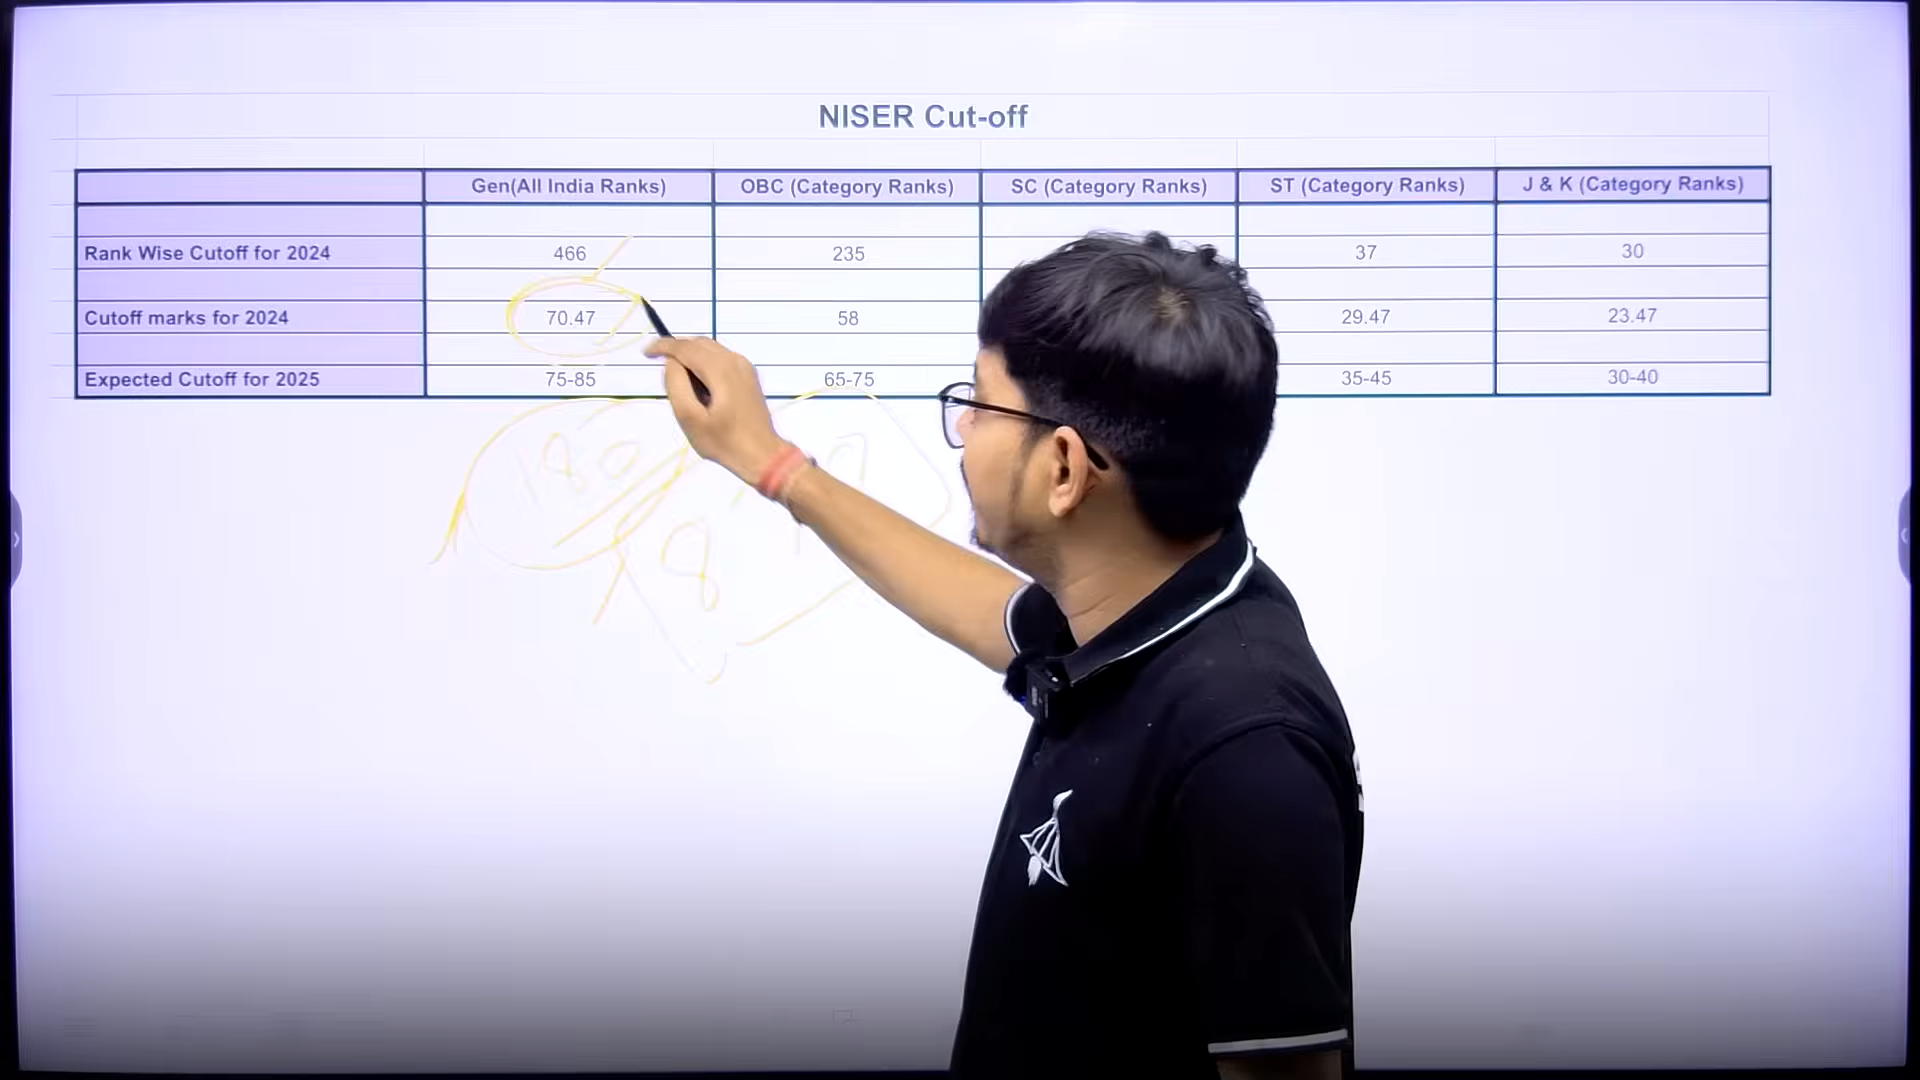 NISER Cut-off
Gen(All India Ranks) OBC (Category Ranks) SC (Category Ranks) ST (Category Ranks) J & K (Category Ranks)
Rank Wise Cutoff for 2024 466 235 37 30
Cutoff marks for 2024 70.47 58 29.47 23.47
Expected Cutoff for 2025 75-85 65-75 35-45 30-40
180
8